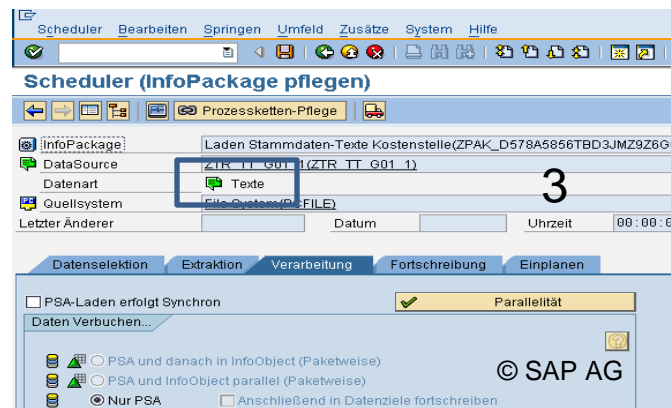 Scheduler Bearbeiten Springen Umfeld Zusätze System Hilfe
Scheduler (InfoPackage pflegen)
Prozessketten-Pflege
InfoPackage Laden Stammdaten-Texte Kostenstelle(ZPAK_D578A5856TBD3JMZ9Z6G
DataSource ZTR_TT_G01_1(ZTR_TT_G01_1)
Datenart Texte 3
Quellsystem File System(PCFILE)
Letzter Änderer Datum Uhrzeit 00:00:0
Datenselektion Extraktion Verarbeitung Fortschreibung Einplanen
PSA-Laden erfolgt Synchron Parallelität
Daten Verbuchen...
PSA und danach in InfoObject (Paketweise)
PSA und InfoObject parallel (Paketweise) © SAP AG
Nur PSA Anschließend in Datenziele fortschreiben